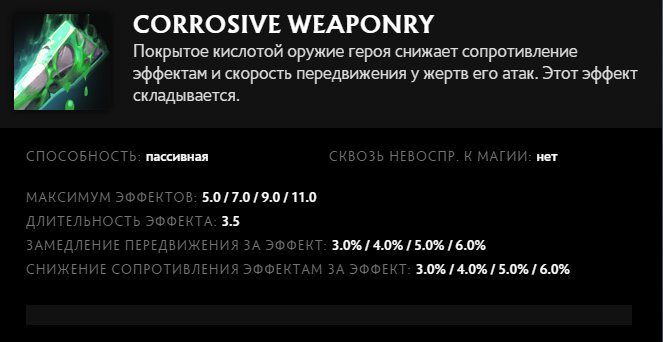 CORROSIVE WEAPONRY
Покрытое кислотой оружие героя снижает сопротивление
эффектам и скорость передвижения у жертв его атак. Этот эффект
складывается.
СПОСОБНОСТЬ: пассивная СКВОЗЬ НЕВОСПР. К МАГИИ: нет
МАКСИМУМ ЭФФЕКТОВ: 5.0 / 7.0 / 9.0 / 11.0
ДЛИТЕЛЬНОСТЬ ЭФФЕКТА: 3.5
ЗАМЕДЛЕНИЕ ПЕРЕДВИЖЕНИЯ ЗА ЭФФЕКТ: 3.0% / 4.0% / 5.0% / 6.0%
СНИЖЕНИЕ СОПРОТИВЛЕНИЯ ЭФФЕКТАМ ЗА ЭФФЕКТ: 3.0% / 4.0% / 5.0% / 6.0%